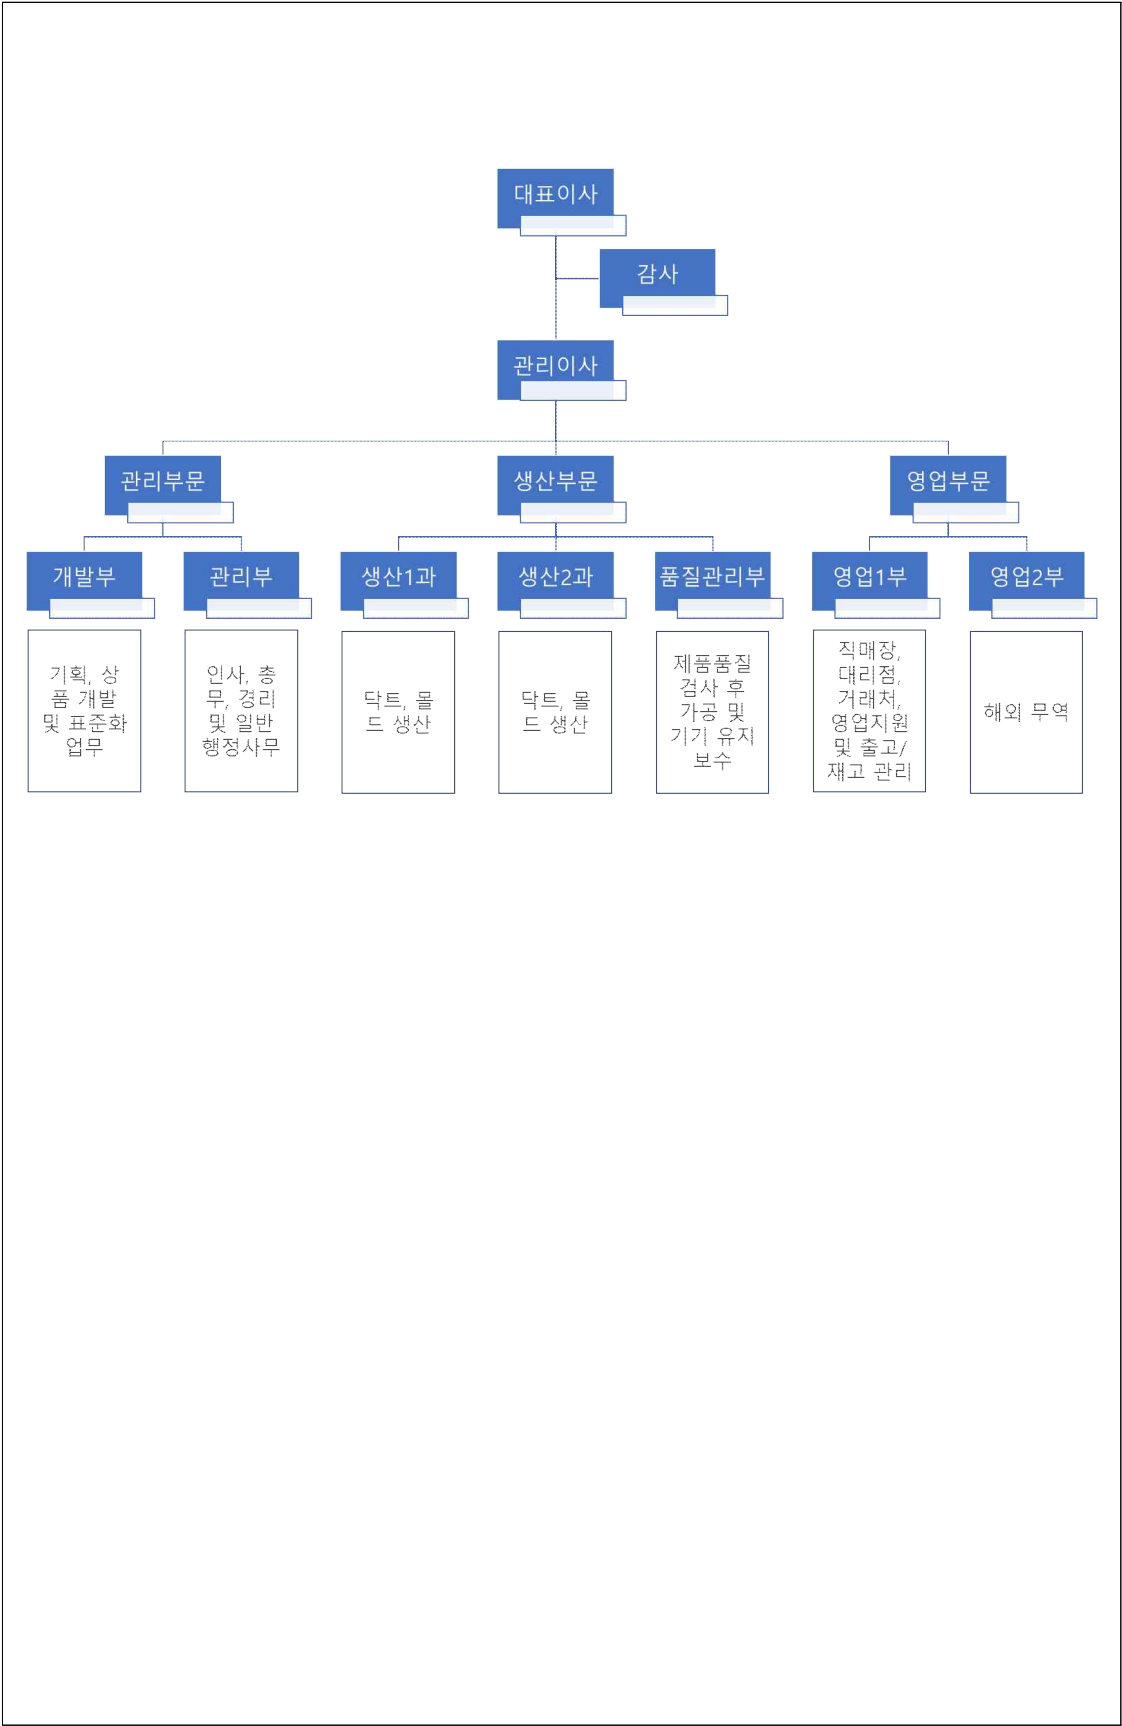 대표이사
감사
관리이사
관리부문
생산부문
영업부문
개발부
관리부
생산1과
생산2과
품질관리부
영업1부
영업2부
기획, 상
품 개발
및 표준화
업무
인사, 총
무, 경리
및 일반
행정사무
닥트, 몰
드 생산
닥트, 몰
드 생산
제품품질
검사 후
가공 및
기기 유지
보수
직매장,
대리점,
거래처,
영업지원
및 출고/
재고 관리
해외 무역